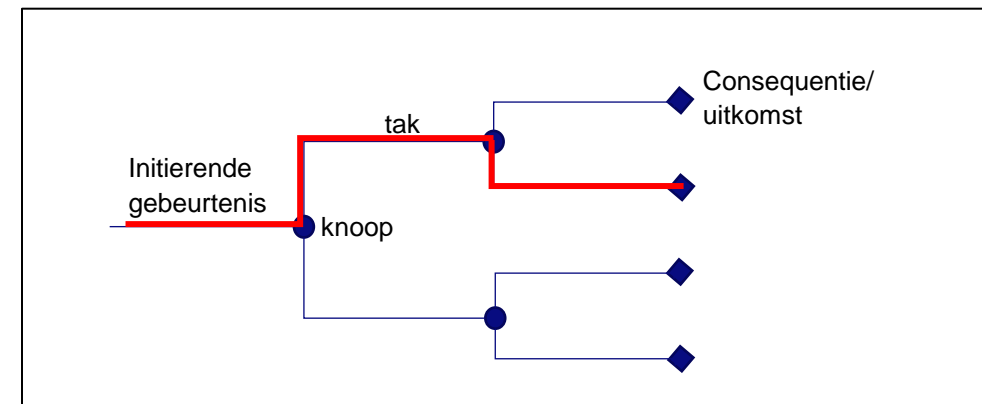 Consequentie/
uitkomst
tak
Initierende
gebeurtenis
knoop